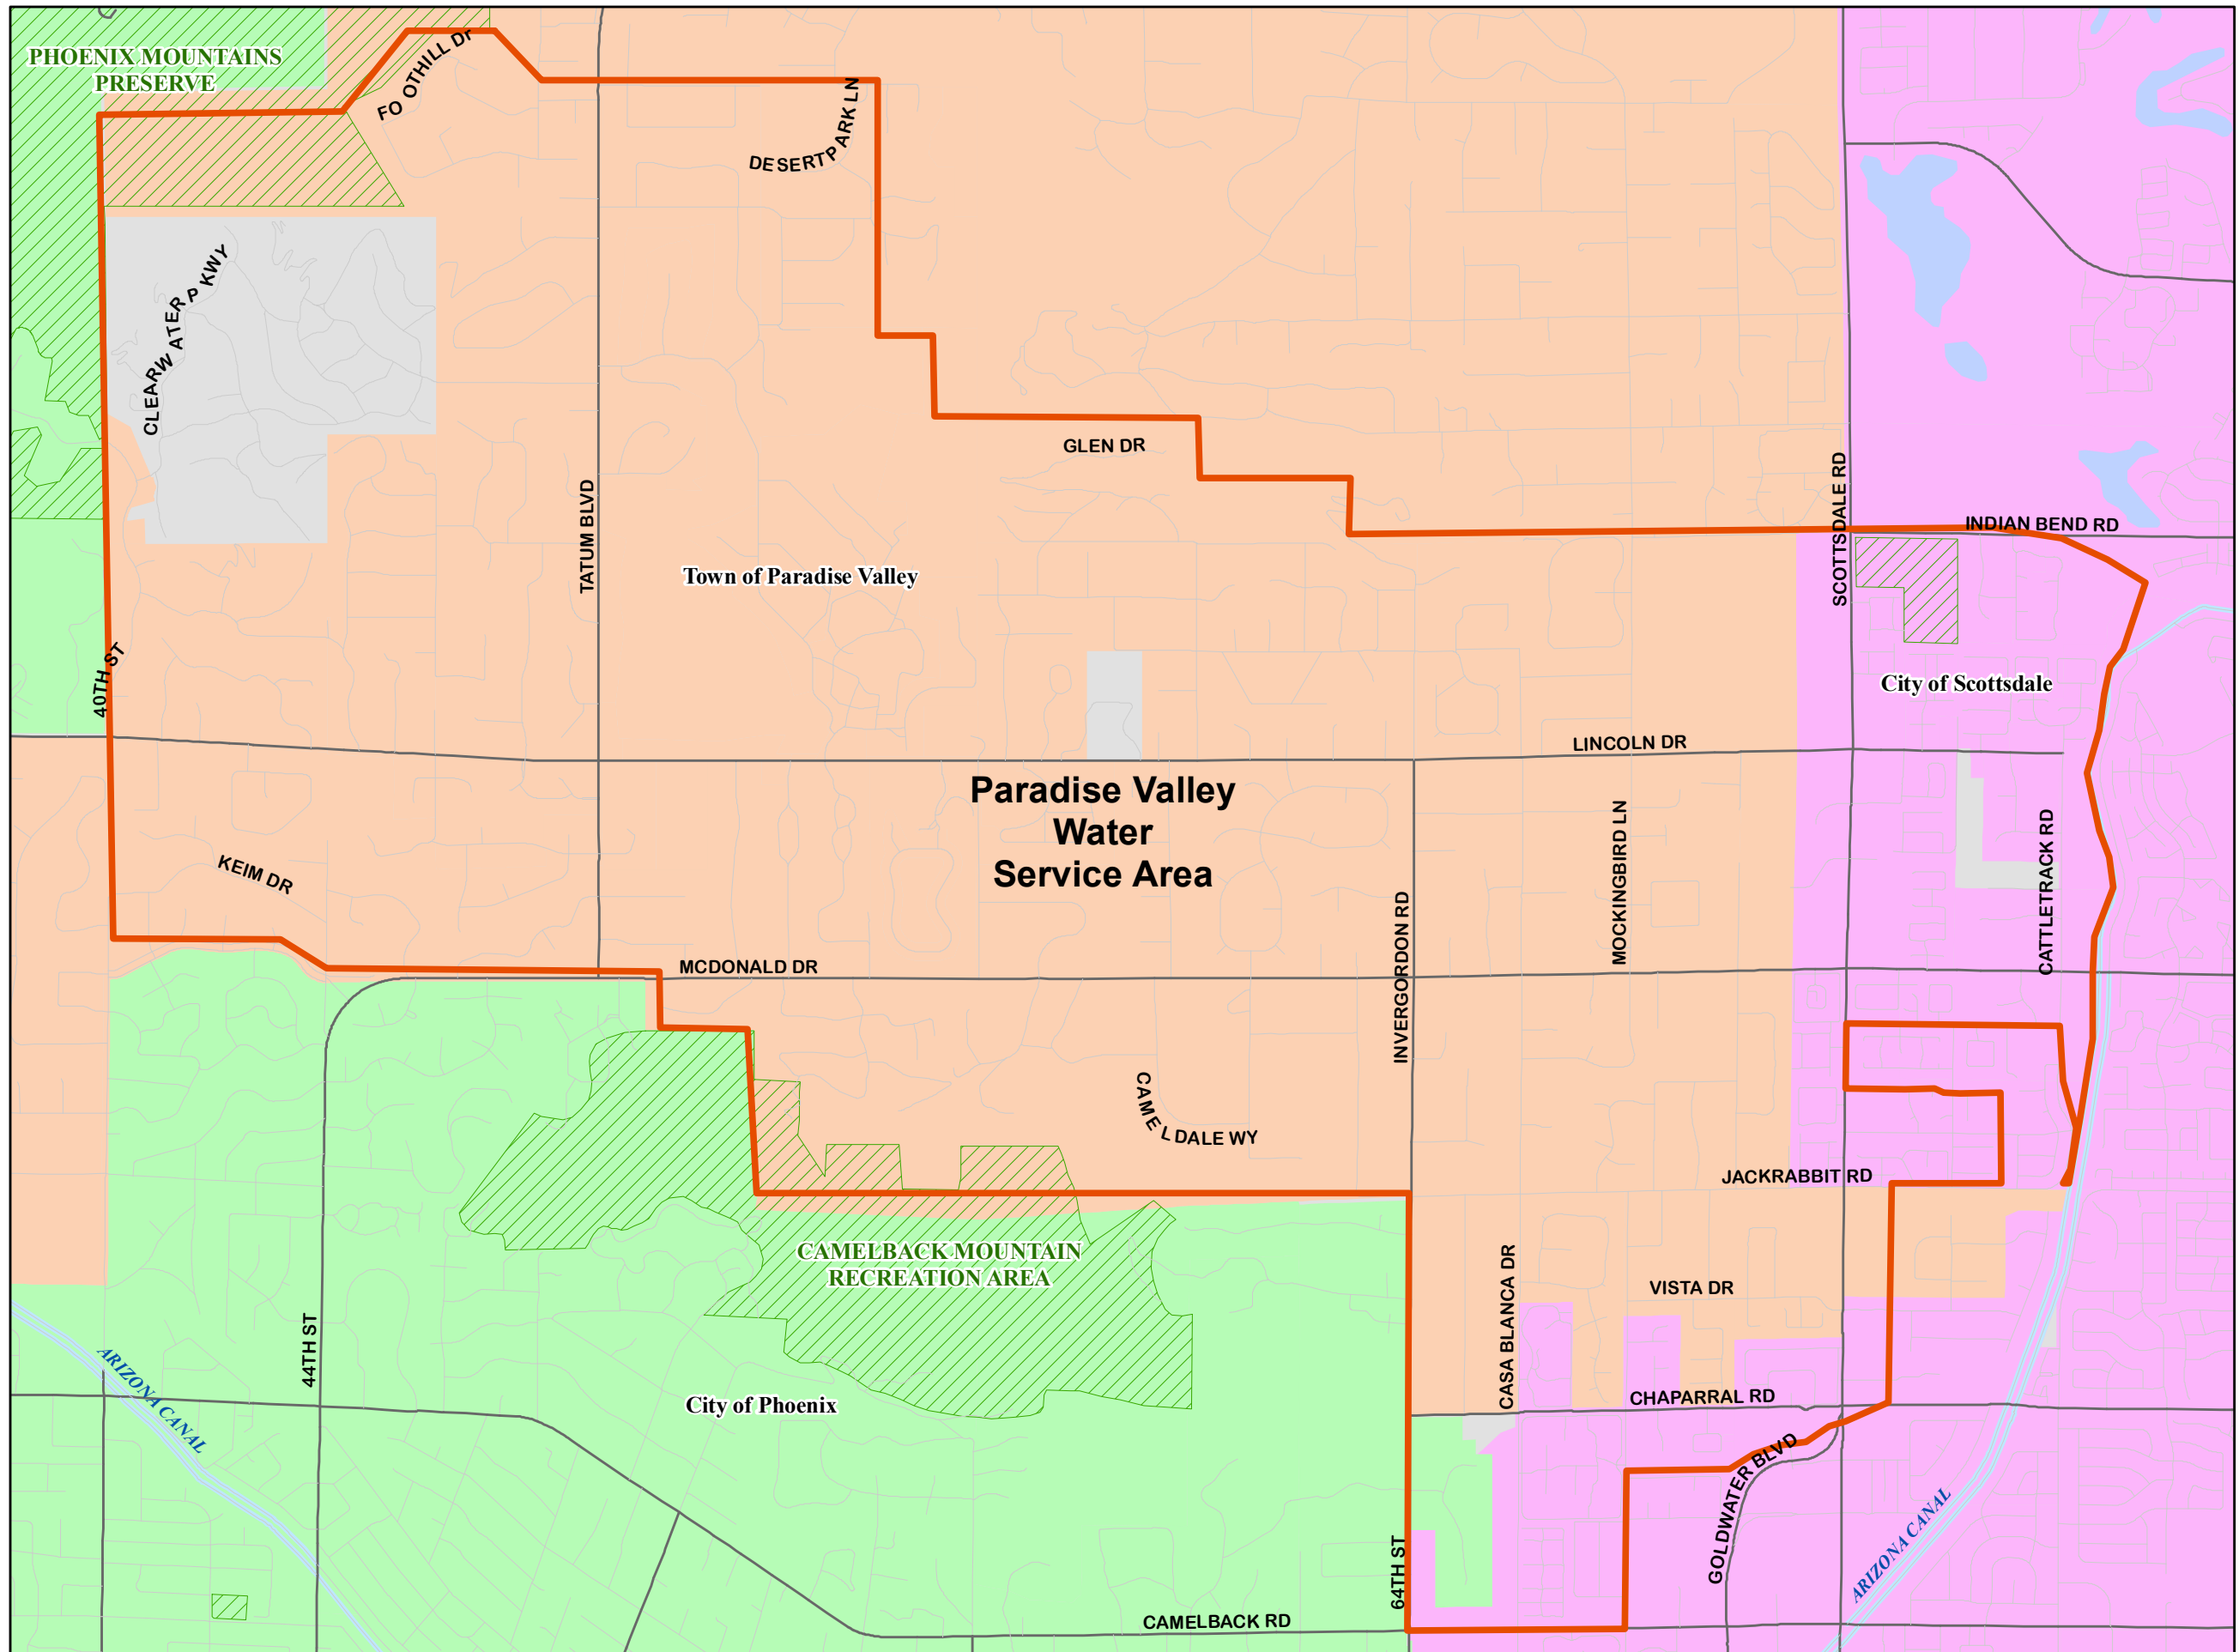 PHOENIX MOUNTAINS
PRESERVE
FOOTHILL Dr
DESERT PARK LN
CLEARWATER PKWY
GLEN DR
TATUM BLVD
SCOTTSDALE RD
INDIAN BEND RD
Town of Paradise Valley
40TH ST
City of Scottsdale
LINCOLN DR
Paradise Valley
Water
Service Area
MOCKINGBIRD LN
CATTLETRACK RD
KEIM DR
INVERGORDON RD
MCDONALD DR
CAMELDALE WY
JACKRABBIT RD
CAMELBACK MOUNTAIN
RECREATION AREA
CASA BLANCA DR
VISTA DR
44TH ST
ARIZONA CANAL
City of Phoenix
CHAPARRAL RD
GOLDWATER BLVD
ARIZONA CANAL
64TH ST
CAMELBACK RD